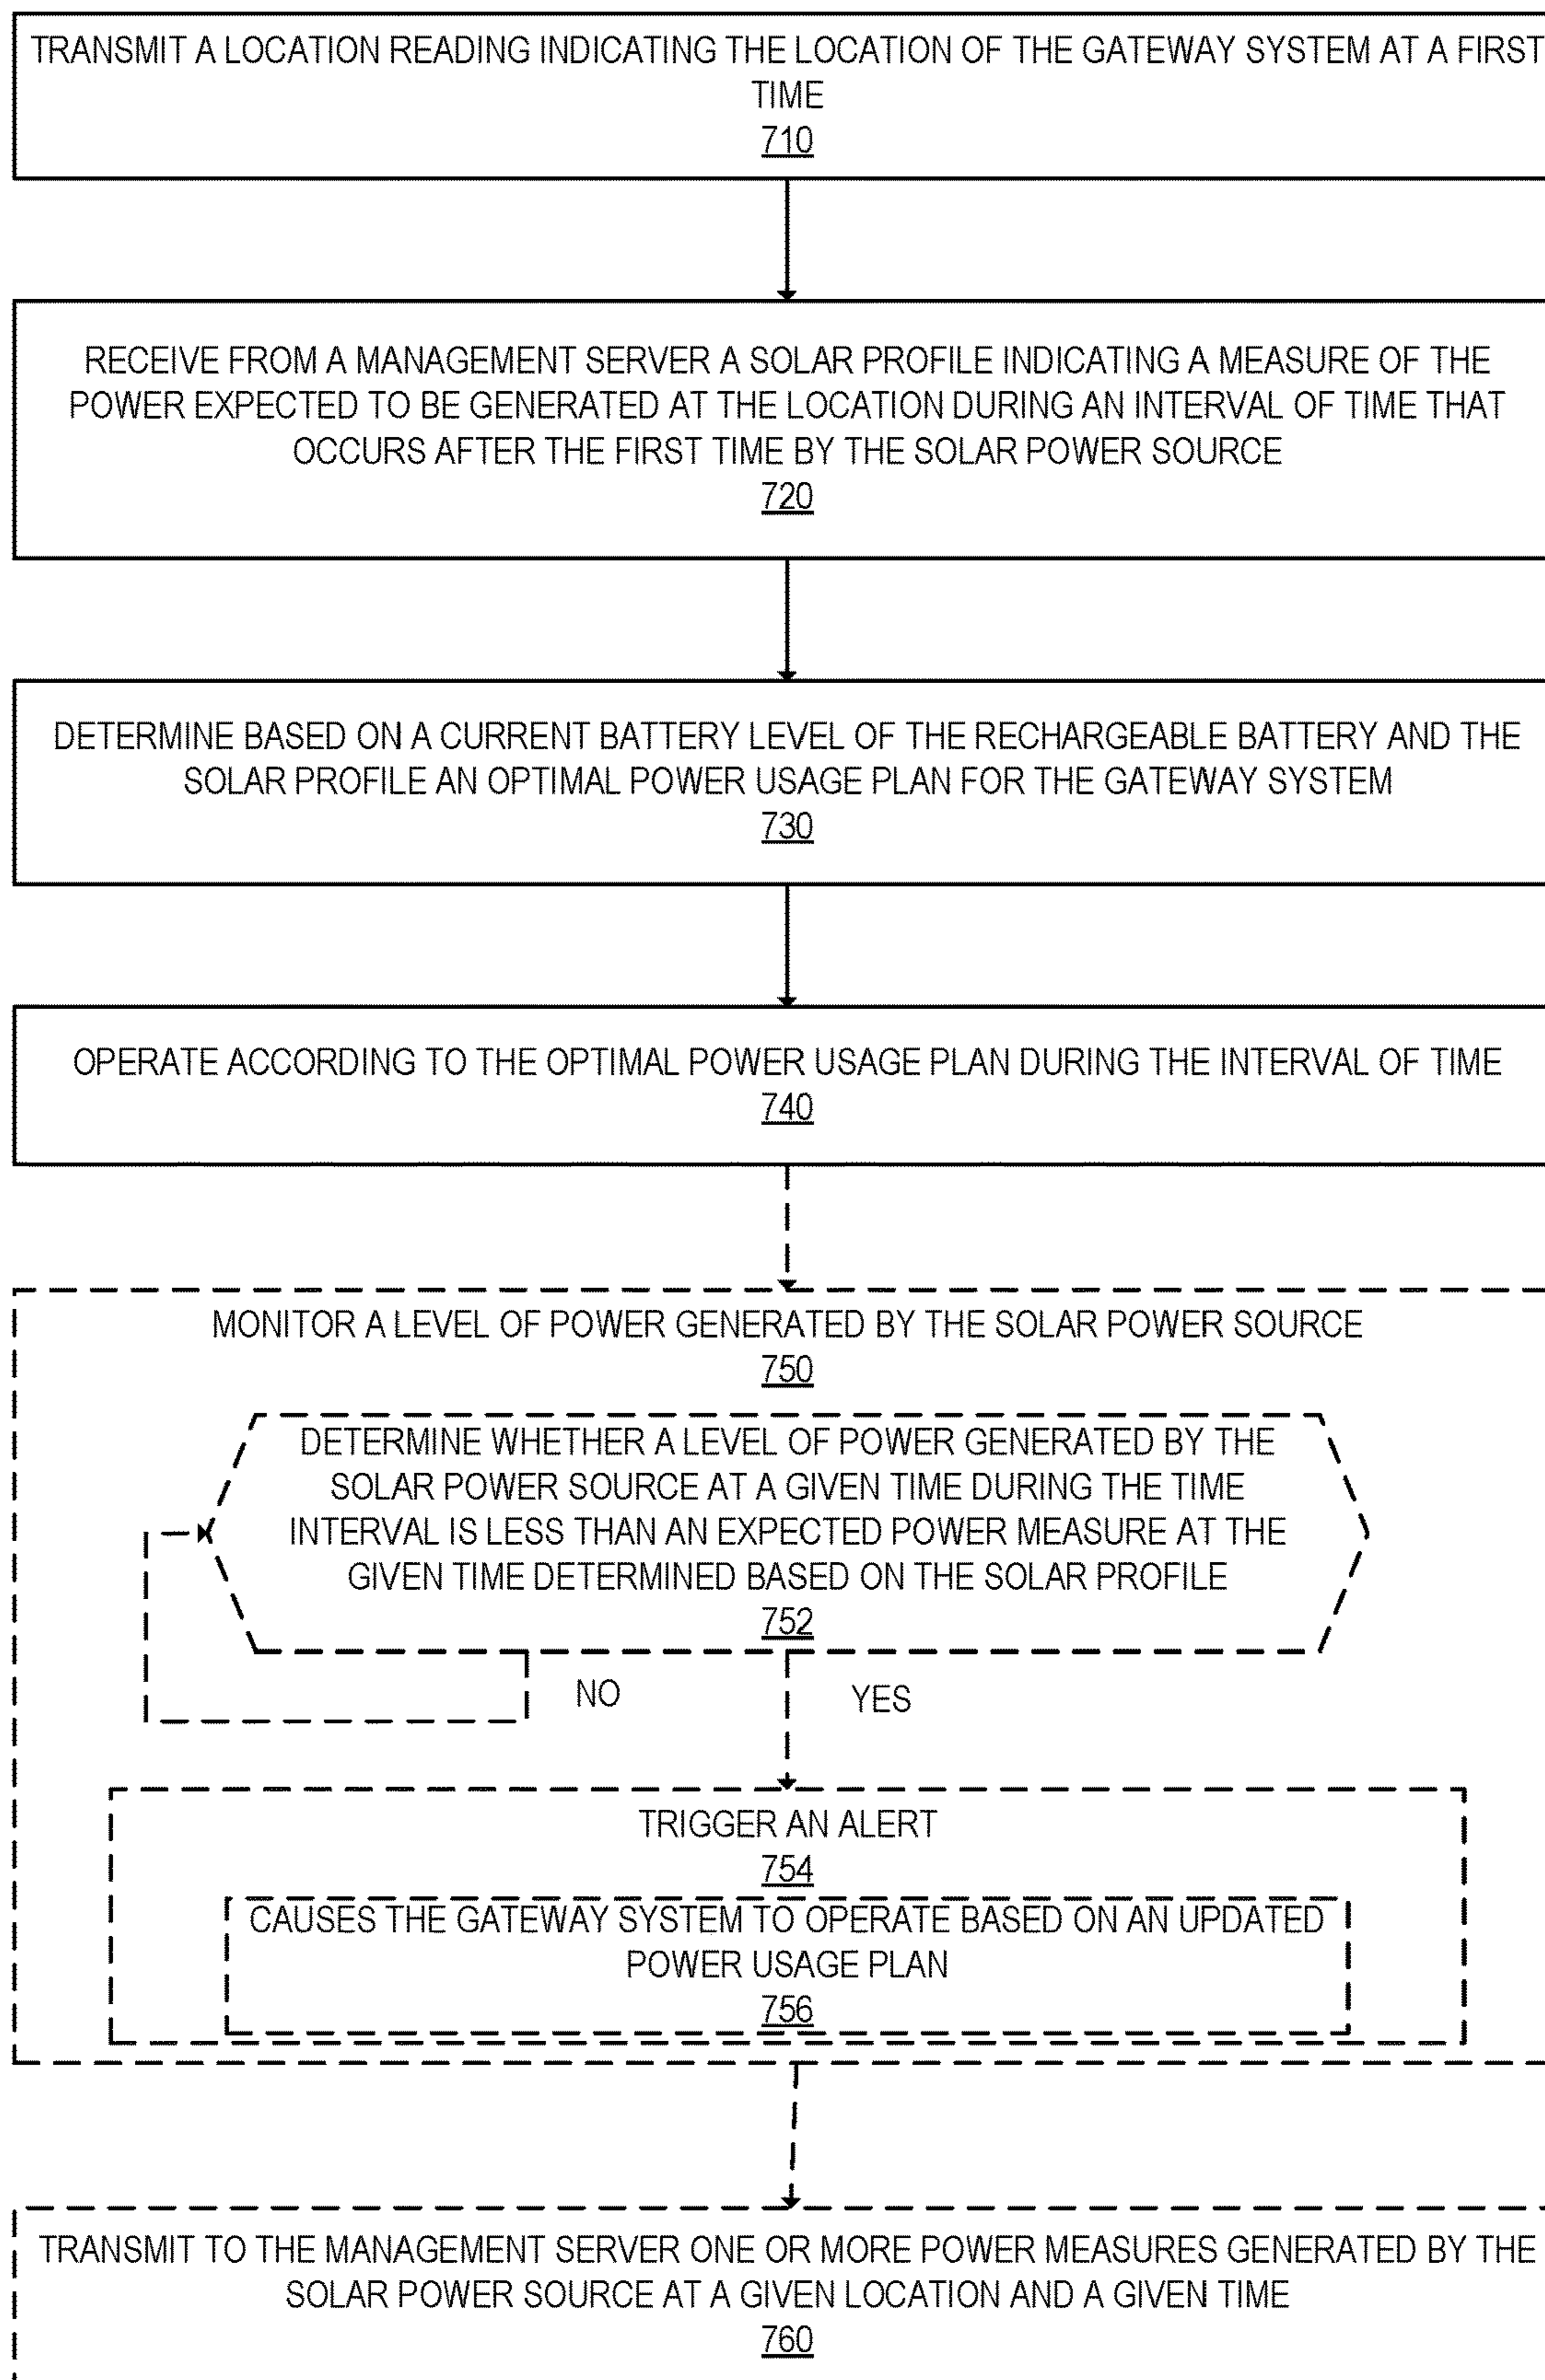 TRANSMIT A LOCATION READING INDICATING THE LOCATION OF THE GATEWAY SYSTEM AT A FIRST
TIME
710
RECEIVE FROM A MANAGEMENT SERVER A SOLAR PROFILE INDICATING A MEASURE OF THE
POWER EXPECTED TO BE GENERATED AT THE LOCATION DURING AN INTERVAL OF TIME THAT
OCCURS AFTER THE FIRST TIME BY THE SOLAR POWER SOURCE
720
DETERMINE BASED ON A CURRENT BATTERY LEVEL OF THE RECHARGEABLE BATTERY AND THE
SOLAR PROFILE AN OPTIMAL POWER USAGE PLAN FOR THE GATEWAY SYSTEM
730
OPERATE ACCORDING TO THE OPTIMAL POWER USAGE PLAN DURING THE INTERVAL OF TIME
740
MONITOR A LEVEL OF POWER GENERATED BY THE SOLAR POWER SOURCE
750
DETERMINE WHETHER A LEVEL OF POWER GENERATED BY THE
SOLAR POWER SOURCE AT A GIVEN TIME DURING THE TIME
INTERVAL IS LESS THAN AN EXPECTED POWER MEASURE AT THE
GIVEN TIME DETERMINED BASED ON THE SOLAR PROFILE
752
NO
YES
TRIGGER AN ALERT
754
CAUSES THE GATEWAY SYSTEM TO OPERATE BASED ON AN UPDATED
POWER USAGE PLAN
756
TRANSMIT TO THE MANAGEMENT SERVER ONE OR MORE POWER MEASURES GENERATED BY THE
SOLAR POWER SOURCE AT A GIVEN LOCATION AND A GIVEN TIME
760